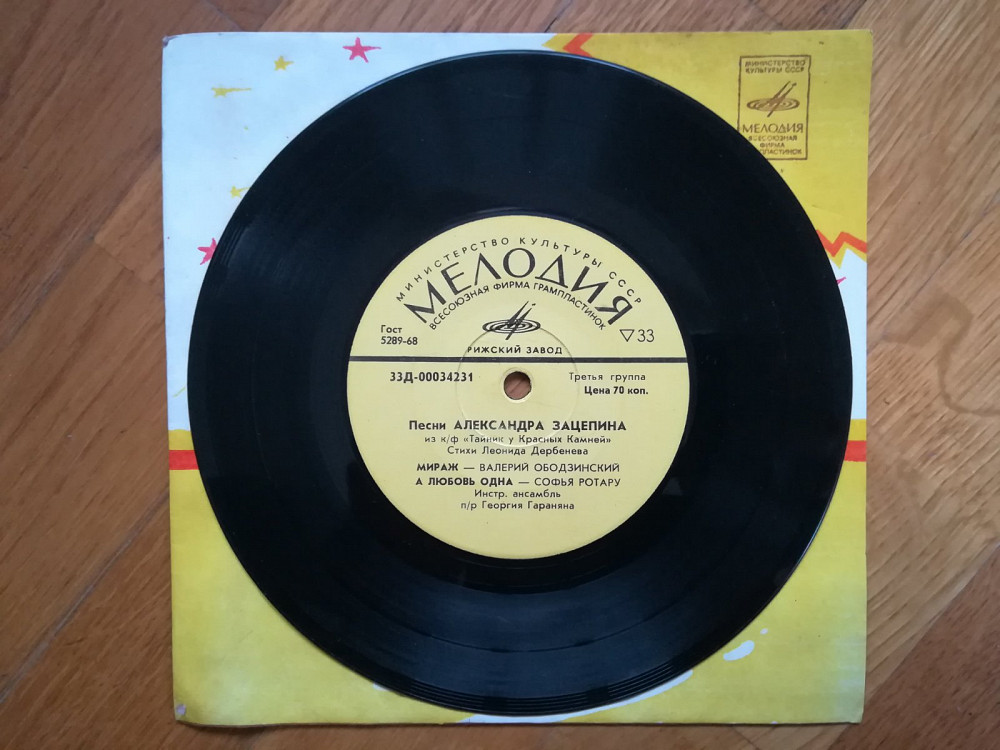 МИНИСТЕРСТВО
КУЛЬТУРЫ СССР
МЕЛОДИЯ
ВСЕСОЮЗНАЯ
ФИРМА
МИНИСТЕРСТВО КУЛЬТУРЫ СССР
МЕЛОДИЯ
ВСЕСОЮЗНАЯ ФИРМА ГРАМПЛАСТИНОК
Гост
5289-68
▽33
РИЖСКИЙ ЗАВОД
33Д-00034231
Третья группа
Цена 70 коп.
Песни АЛЕКСАНДРА ЗАЦЕПИНА
из к/ф «Тайник у Красных Камней»
Стихи Леонида Дербенева
МИРАЖ — ВАЛЕРИЙ ОБОДЗИНСКИЙ
А ЛЮБОВЬ ОДНА — СОФЬЯ РОТАРУ
Инстр. ансамбль
п/р Георгия Гараняна